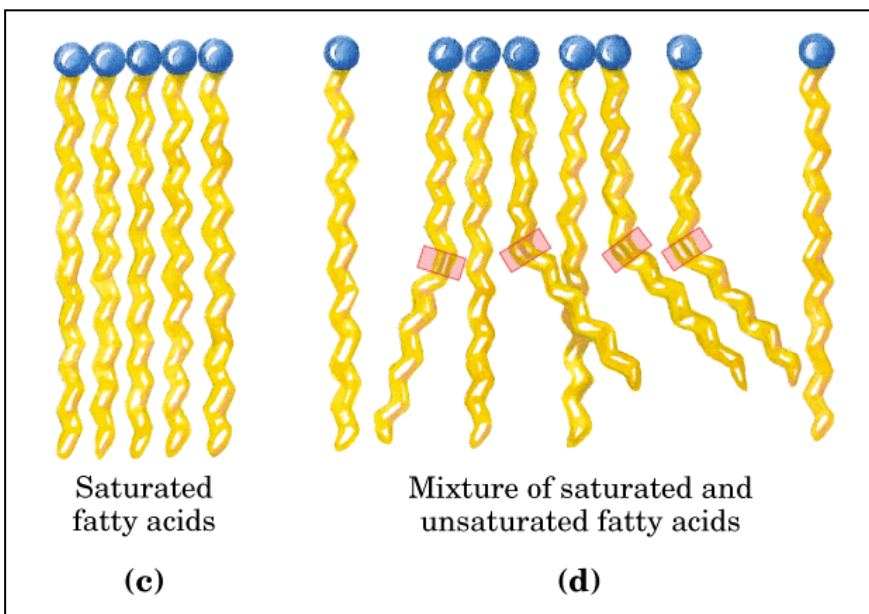 Saturated
fatty acids
(c)
Mixture of saturated and
unsaturated fatty acids
(d)